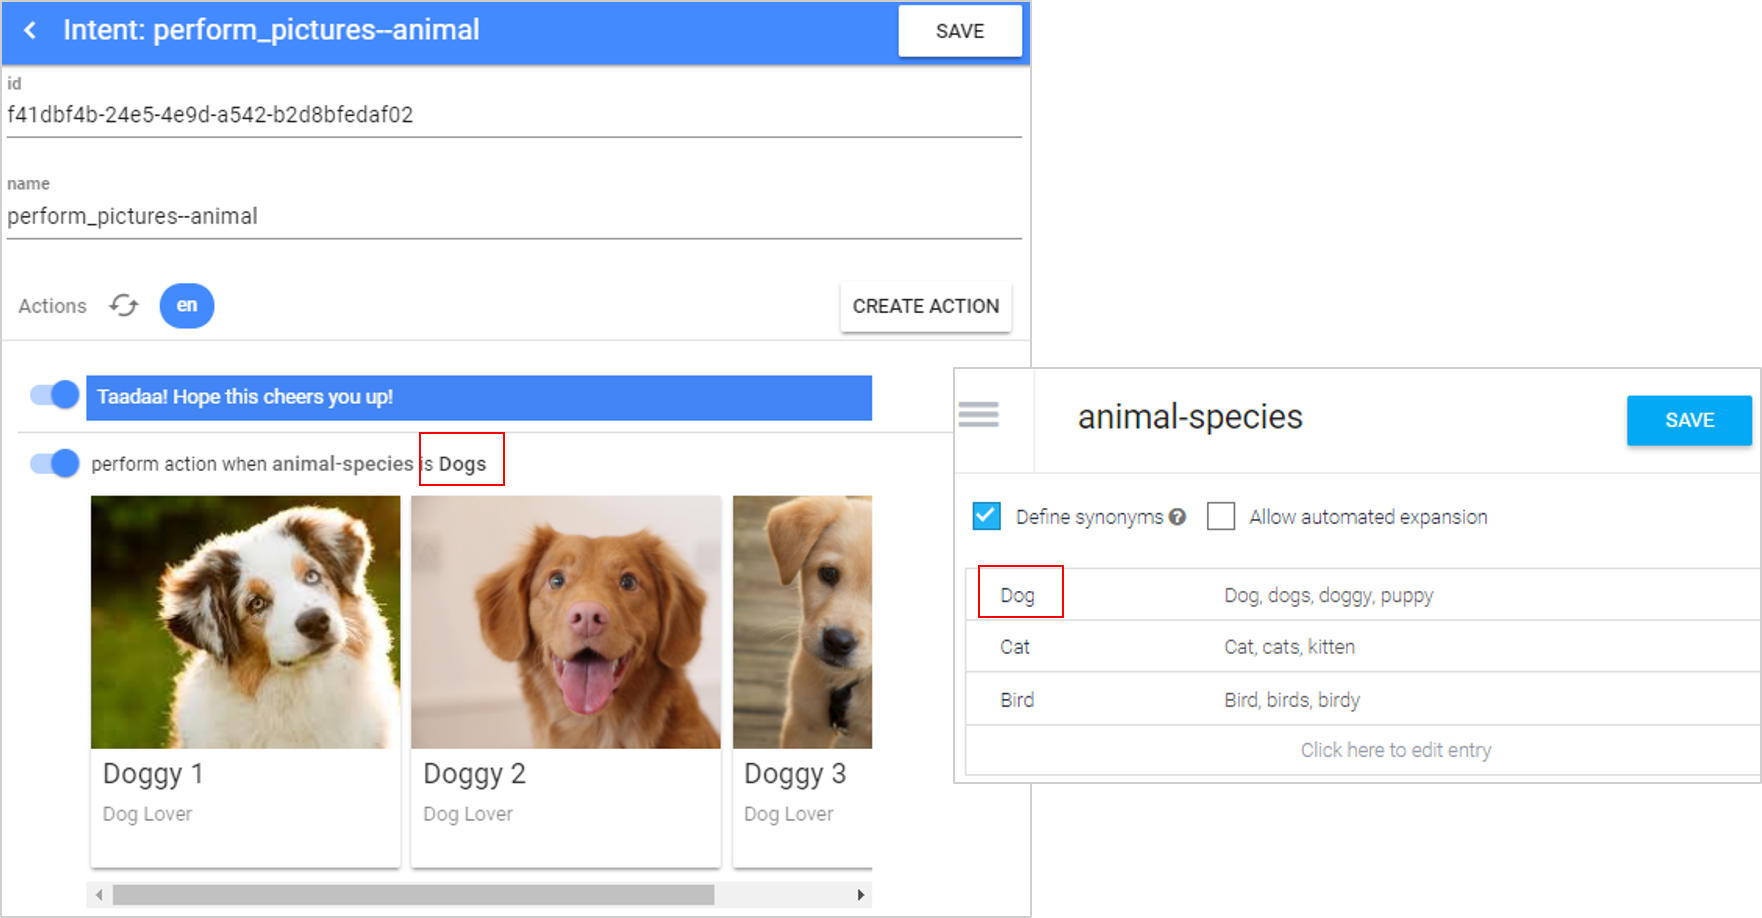 Intent: perform_pictures--animal
SAVE
id
f41dbf4b-24e5-4e9d-a542-b2d8bfedaf02
name
perform_pictures--animal
Actions
en
CREATE ACTION
Taadaa! Hope this cheers you up!
perform action when animal-species is Dogs
Doggy 1
Doggy 2
Doggy 3
Dog Lover
Dog Lover
Dog Lover
animal-species
SAVE
Define synonyms ?
Allow automated expansion
Dog
Dog, dogs, doggy, puppy
Cat
Cat, cats, kitten
Bird
Bird, birds, birdy
Click here to edit entry